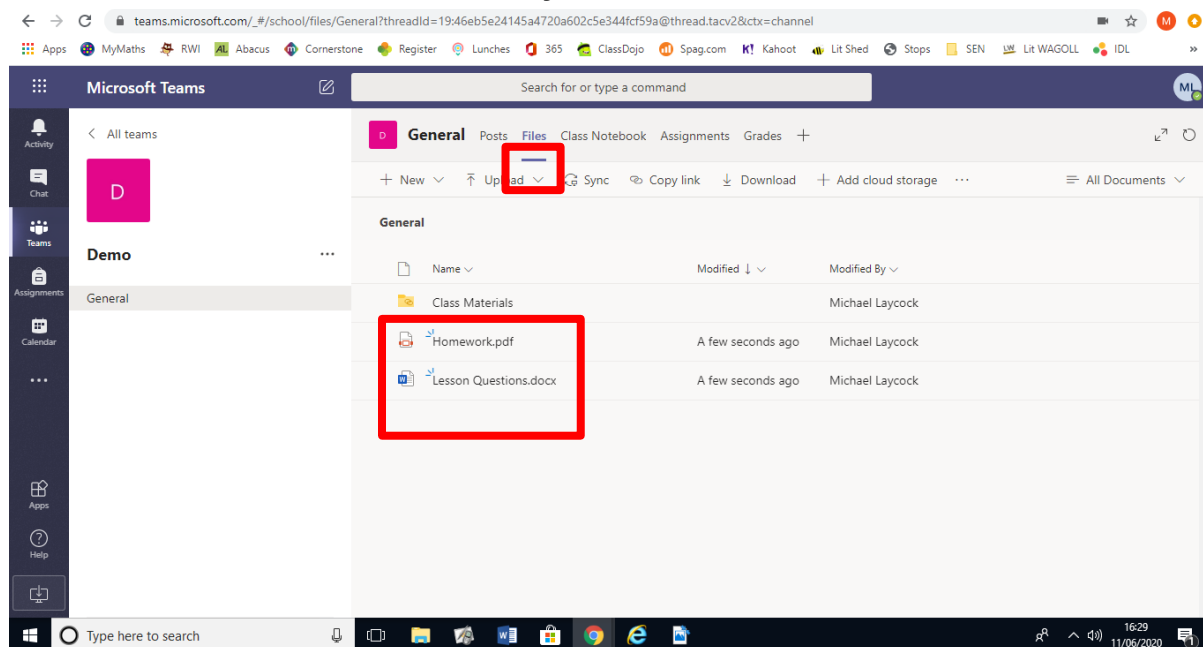 teams.microsoft.com/_#/school/files/General?threadId=19:46eb5e24145a4720a602c5e344fcf59a@thread.tacv2&ctx=channel
M
Apps MyMaths RWI AL Abacus Cornerstone Register Lunches 365 ClassDojo Spag.com K! Kahoot Lit Shed Stops SEN LW Lit WAGOLL IDL »
Microsoft Teams Search for or type a command ML
Activity
Chat
Teams
Assignments
Calendar
Apps
Help
All teams
D
Demo
General
D General Posts Files Class Notebook Assignments Grades
New Upload Sync Copy link Download Add cloud storage All Documents
General
Name Modified Modified By
Class Materials Michael Laycock
Homework.pdf A few seconds ago Michael Laycock
Lesson Questions.docx A few seconds ago Michael Laycock
Type here to search 16:29
11/06/2020